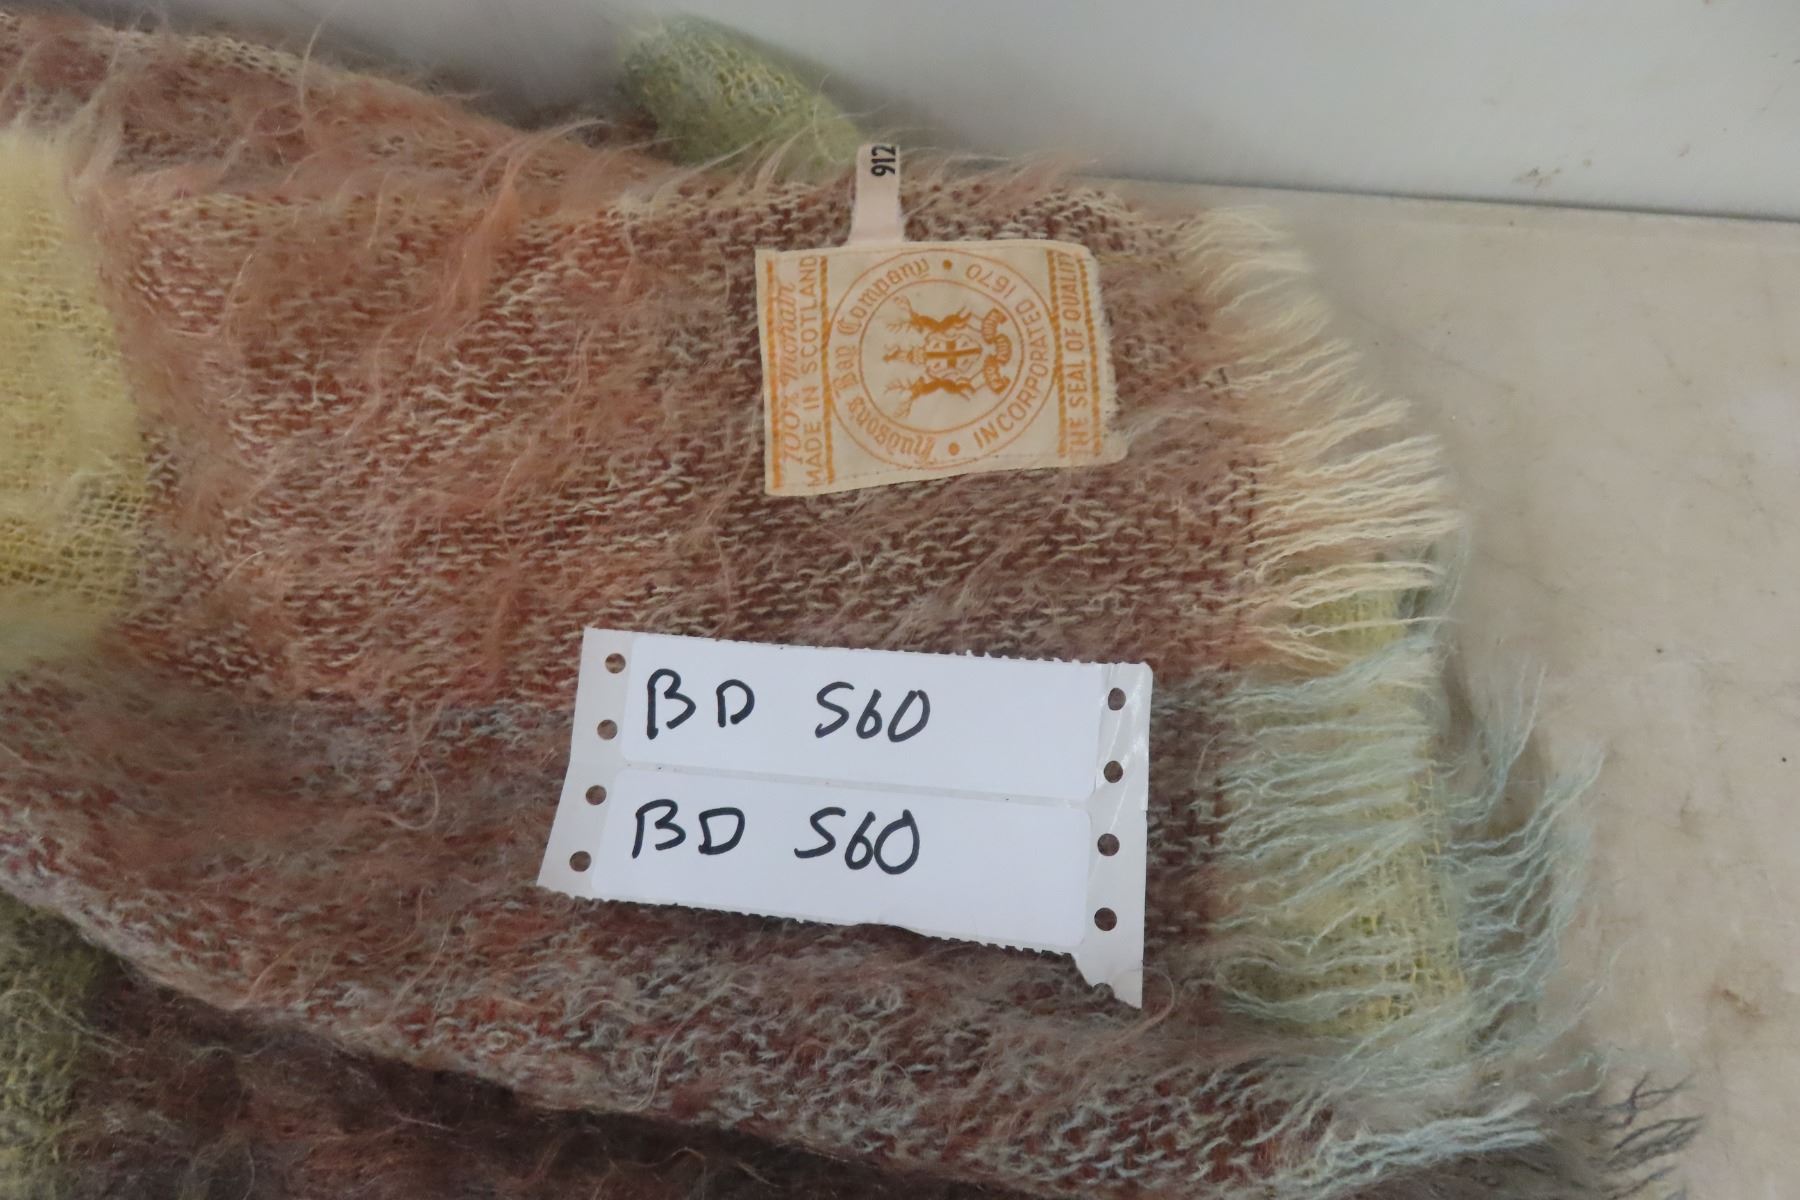 912
100% Mohair
MADE IN SCOTLAND
Hudson's Bay Company
INCORPORATED 1670
THE SEAL OF QUALITY
BD S60
BD S60